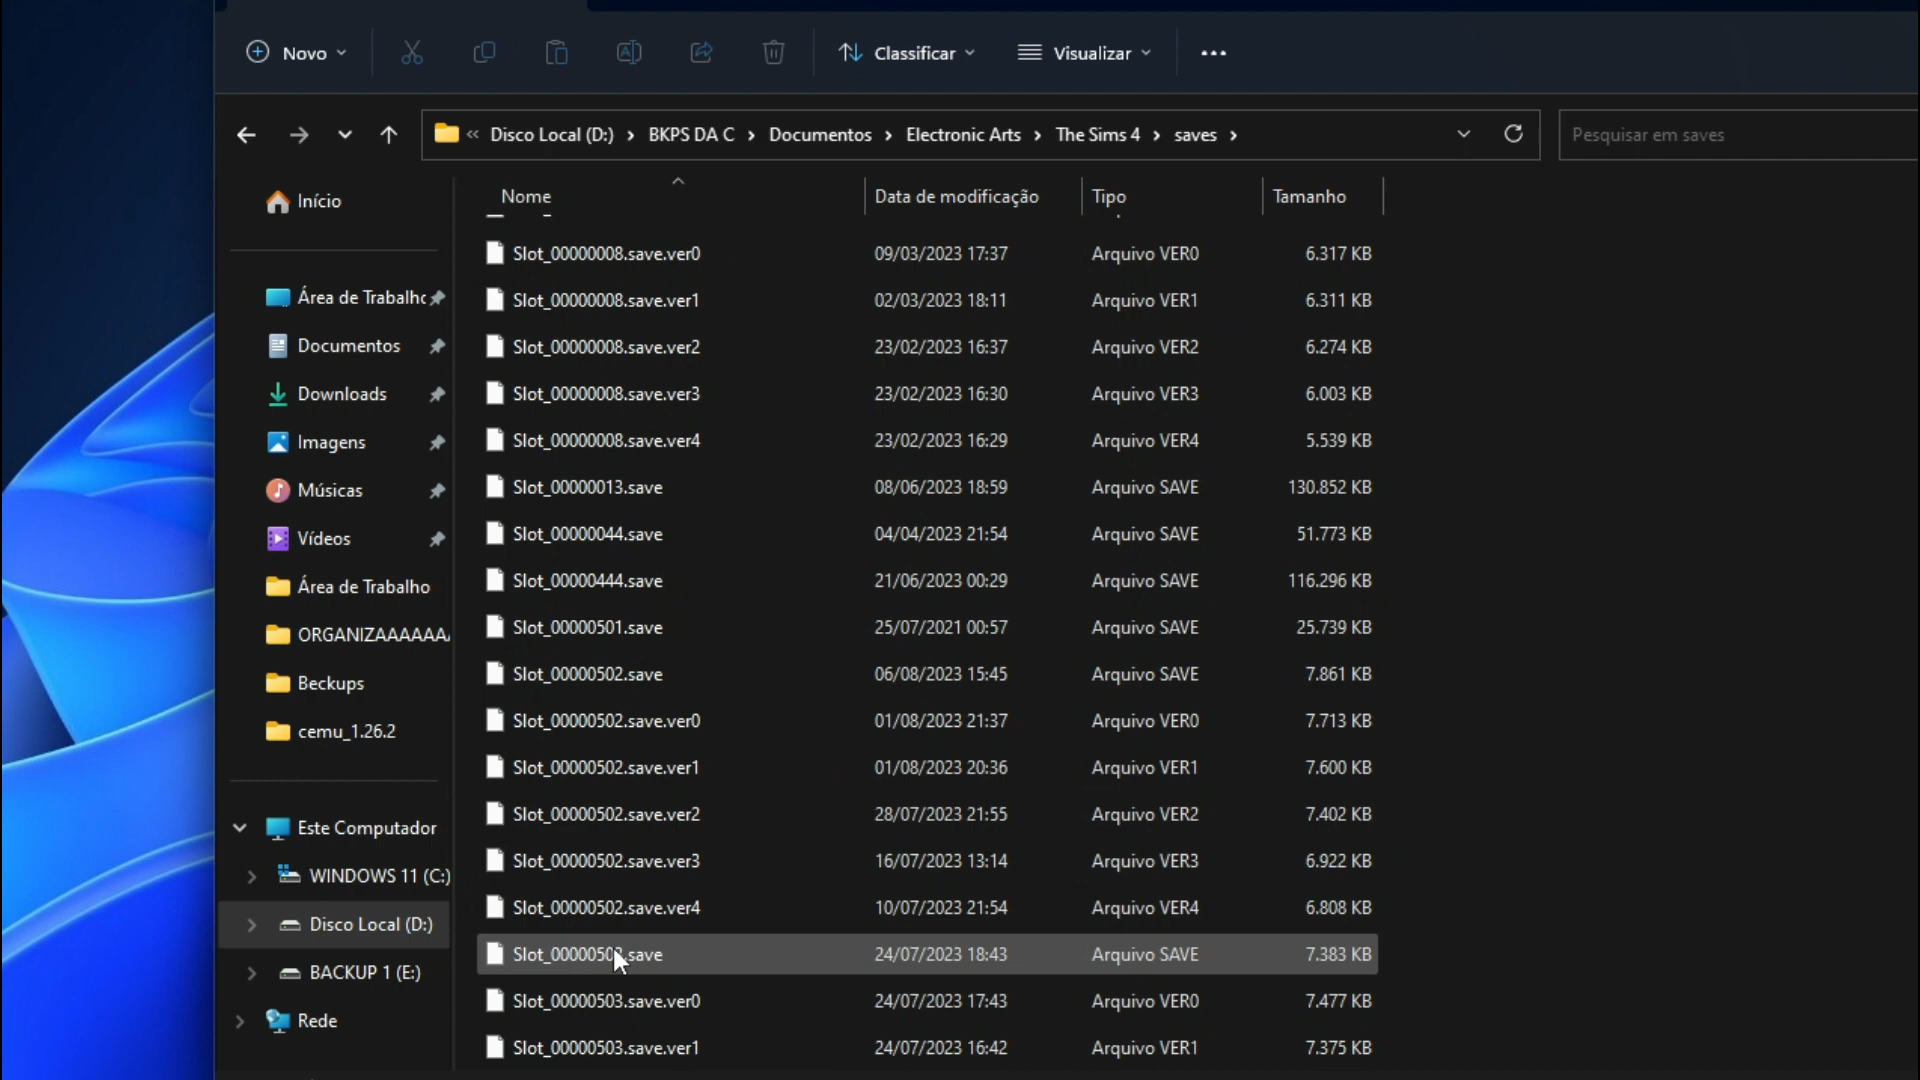 Novo
Classificar
Visualizar
« Disco Local (D:) › BKPS DA C › Documentos › Electronic Arts › The Sims 4 › saves ›
Pesquisar em saves
Nome Data de modificação Tipo Tamanho
Slot_00000008.save.ver0 09/03/2023 17:37 Arquivo VER0 6.317 KB
Slot_00000008.save.ver1 02/03/2023 18:11 Arquivo VER1 6.311 KB
Slot_00000008.save.ver2 23/02/2023 16:37 Arquivo VER2 6.274 KB
Slot_00000008.save.ver3 23/02/2023 16:30 Arquivo VER3 6.003 KB
Slot_00000008.save.ver4 23/02/2023 16:29 Arquivo VER4 5.539 KB
Slot_00000013.save 08/06/2023 18:59 Arquivo SAVE 130.852 KB
Slot_00000044.save 04/04/2023 21:54 Arquivo SAVE 51.773 KB
Slot_00000444.save 21/06/2023 00:29 Arquivo SAVE 116.296 KB
Slot_00000501.save 25/07/2021 00:57 Arquivo SAVE 25.739 KB
Slot_00000502.save 06/08/2023 15:45 Arquivo SAVE 7.861 KB
Slot_00000502.save.ver0 01/08/2023 21:37 Arquivo VER0 7.713 KB
Slot_00000502.save.ver1 01/08/2023 20:36 Arquivo VER1 7.600 KB
Slot_00000502.save.ver2 28/07/2023 21:55 Arquivo VER2 7.402 KB
Slot_00000502.save.ver3 16/07/2023 13:14 Arquivo VER3 6.922 KB
Slot_00000502.save.ver4 10/07/2023 21:54 Arquivo VER4 6.808 KB
24/07/2023 18:43 Arquivo SAVE 7.383 KB
Slot_00000503.save.ver0 24/07/2023 17:43 Arquivo VER0 7.477 KB
Slot_00000503.save.ver1 24/07/2023 16:42 Arquivo VER1 7.375 KB
Início
Área de Trabalho
Documentos
Downloads
Imagens
Músicas
Vídeos
Área de Trabalho
ORGANIZAAAAAA
Beckups
cemu_1.26.2
Este Computador
WINDOWS 11 (C:)
Disco Local (D:)
BACKUP 1 (E:)
Rede